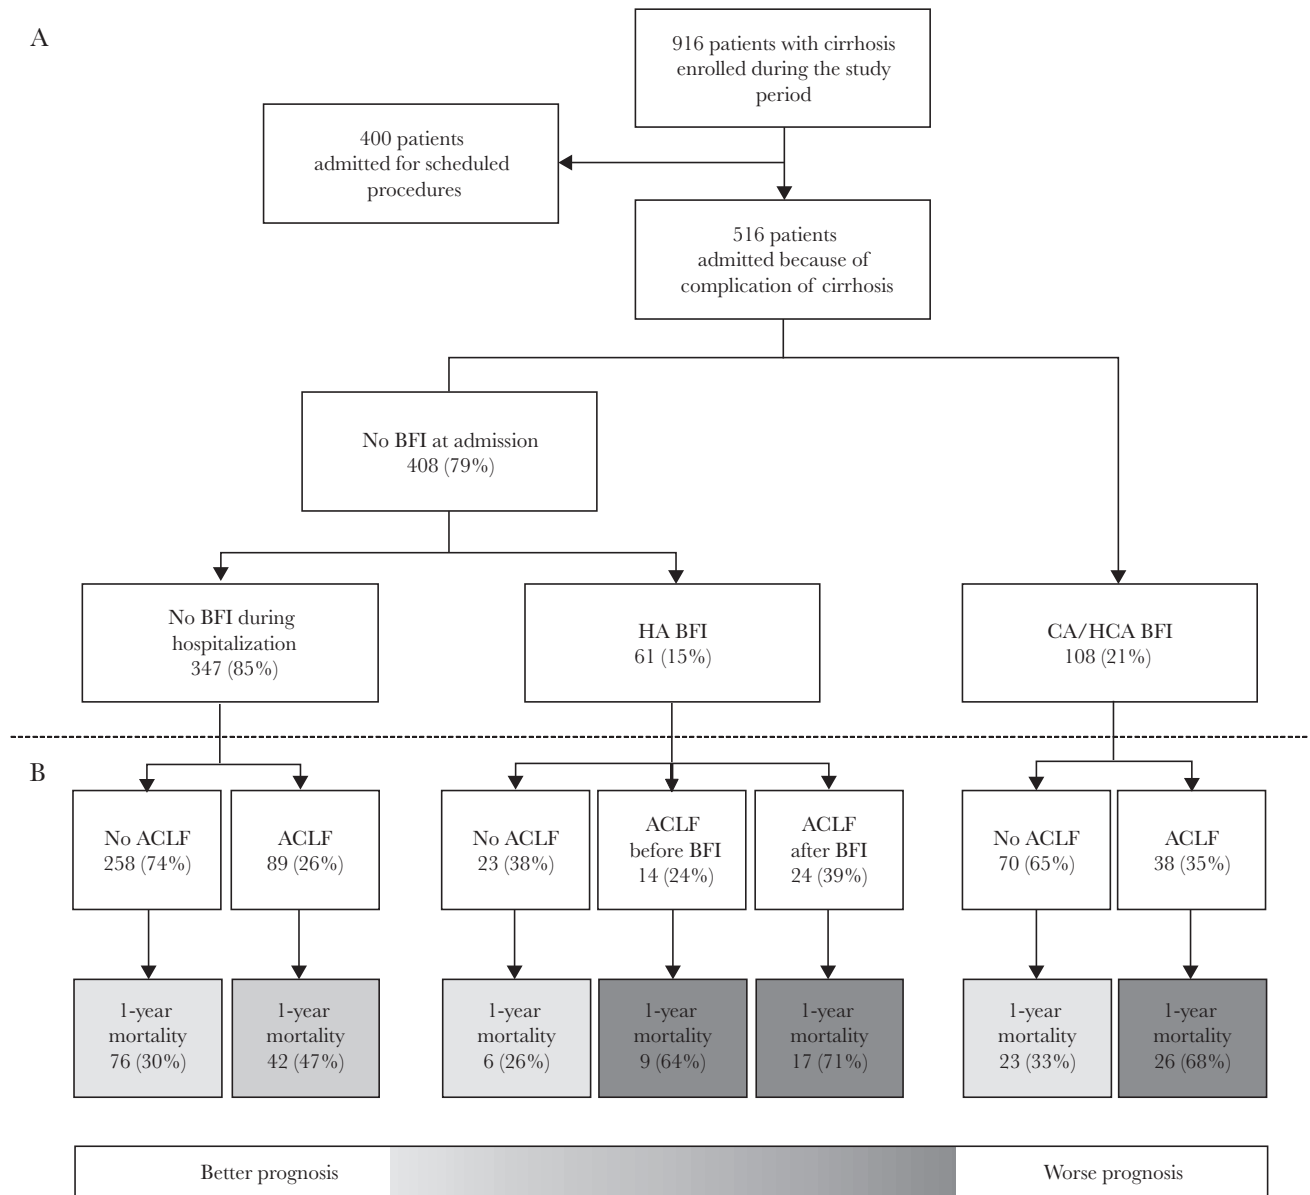 A
916 patients with cirrhosis
enrolled during the study
period
400 patients
admitted for scheduled
procedures
516 patients
admitted because of
complication of cirrhosis
No BFI at admission
408 (79%)
No BFI during
hospitalization
347 (85%)
HA BFI
61 (15%)
CA/HCA BFI
108 (21%)
B
No ACLF
258 (74%)
ACLF
89 (26%)
No ACLF
23 (38%)
ACLF
before BFI
14 (24%)
ACLF
after BFI
24 (39%)
No ACLF
70 (65%)
ACLF
38 (35%)
1-year
mortality
76 (30%)
1-year
mortality
42 (47%)
1-year
mortality
6 (26%)
1-year
mortality
9 (64%)
1-year
mortality
17 (71%)
1-year
mortality
23 (33%)
1-year
mortality
26 (68%)
Better prognosis
Worse prognosis